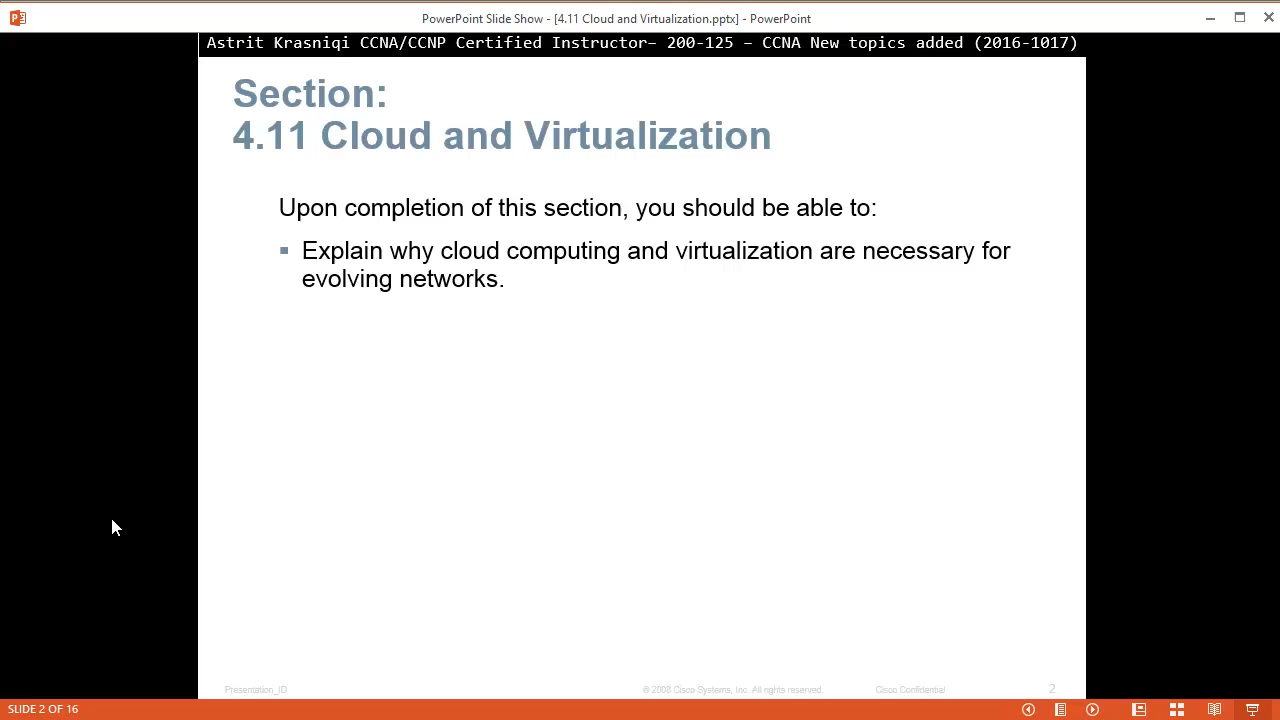 PowerPoint Slide Show - [4.11 Cloud and Virtualization.pptx] - PowerPoint
Astrit Krasniqi CCNA/CCNP Certified Instructor– 200-125 – CCNA New topics added (2016-1017)
Section:
4.11 Cloud and Virtualization
Upon completion of this section, you should be able to:
▪ Explain why cloud computing and virtualization are necessary for
evolving networks.
Presentation_ID
© 2008 Cisco Systems, Inc. All rights reserved.
Cisco Confidential
2
SLIDE 2 OF 16